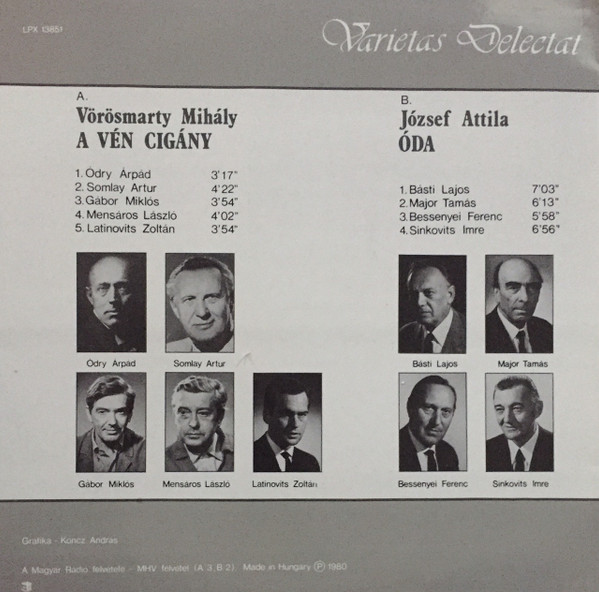 LPX 13851
Varietas Delectat
A.
Vörösmarty Mihály
A VÉN CIGÁNY
1. Ódry Árpád 3'17"
2. Somlay Artur 4'22"
3. Gábor Miklós 3'54"
4. Mensáros László 4'02"
5. Latinovits Zoltán 3'54"
B.
József Attila
ÓDA
1. Básti Lajos 7'03"
2. Major Tamás 6'13"
3. Bessenyei Ferenc 5'58"
4. Sinkovits Imre 6'56"
Ódry Árpád
Somlay Artur
Gábor Miklós
Mensáros László
Latinovits Zoltán
Básti Lajos
Major Tamás
Bessenyei Ferenc
Sinkovits Imre
Grafika - Koncz András
A Magyar Rádió felvételei - MHV felvétel (A 3, B 2). Made in Hungary Ⓟ 1980